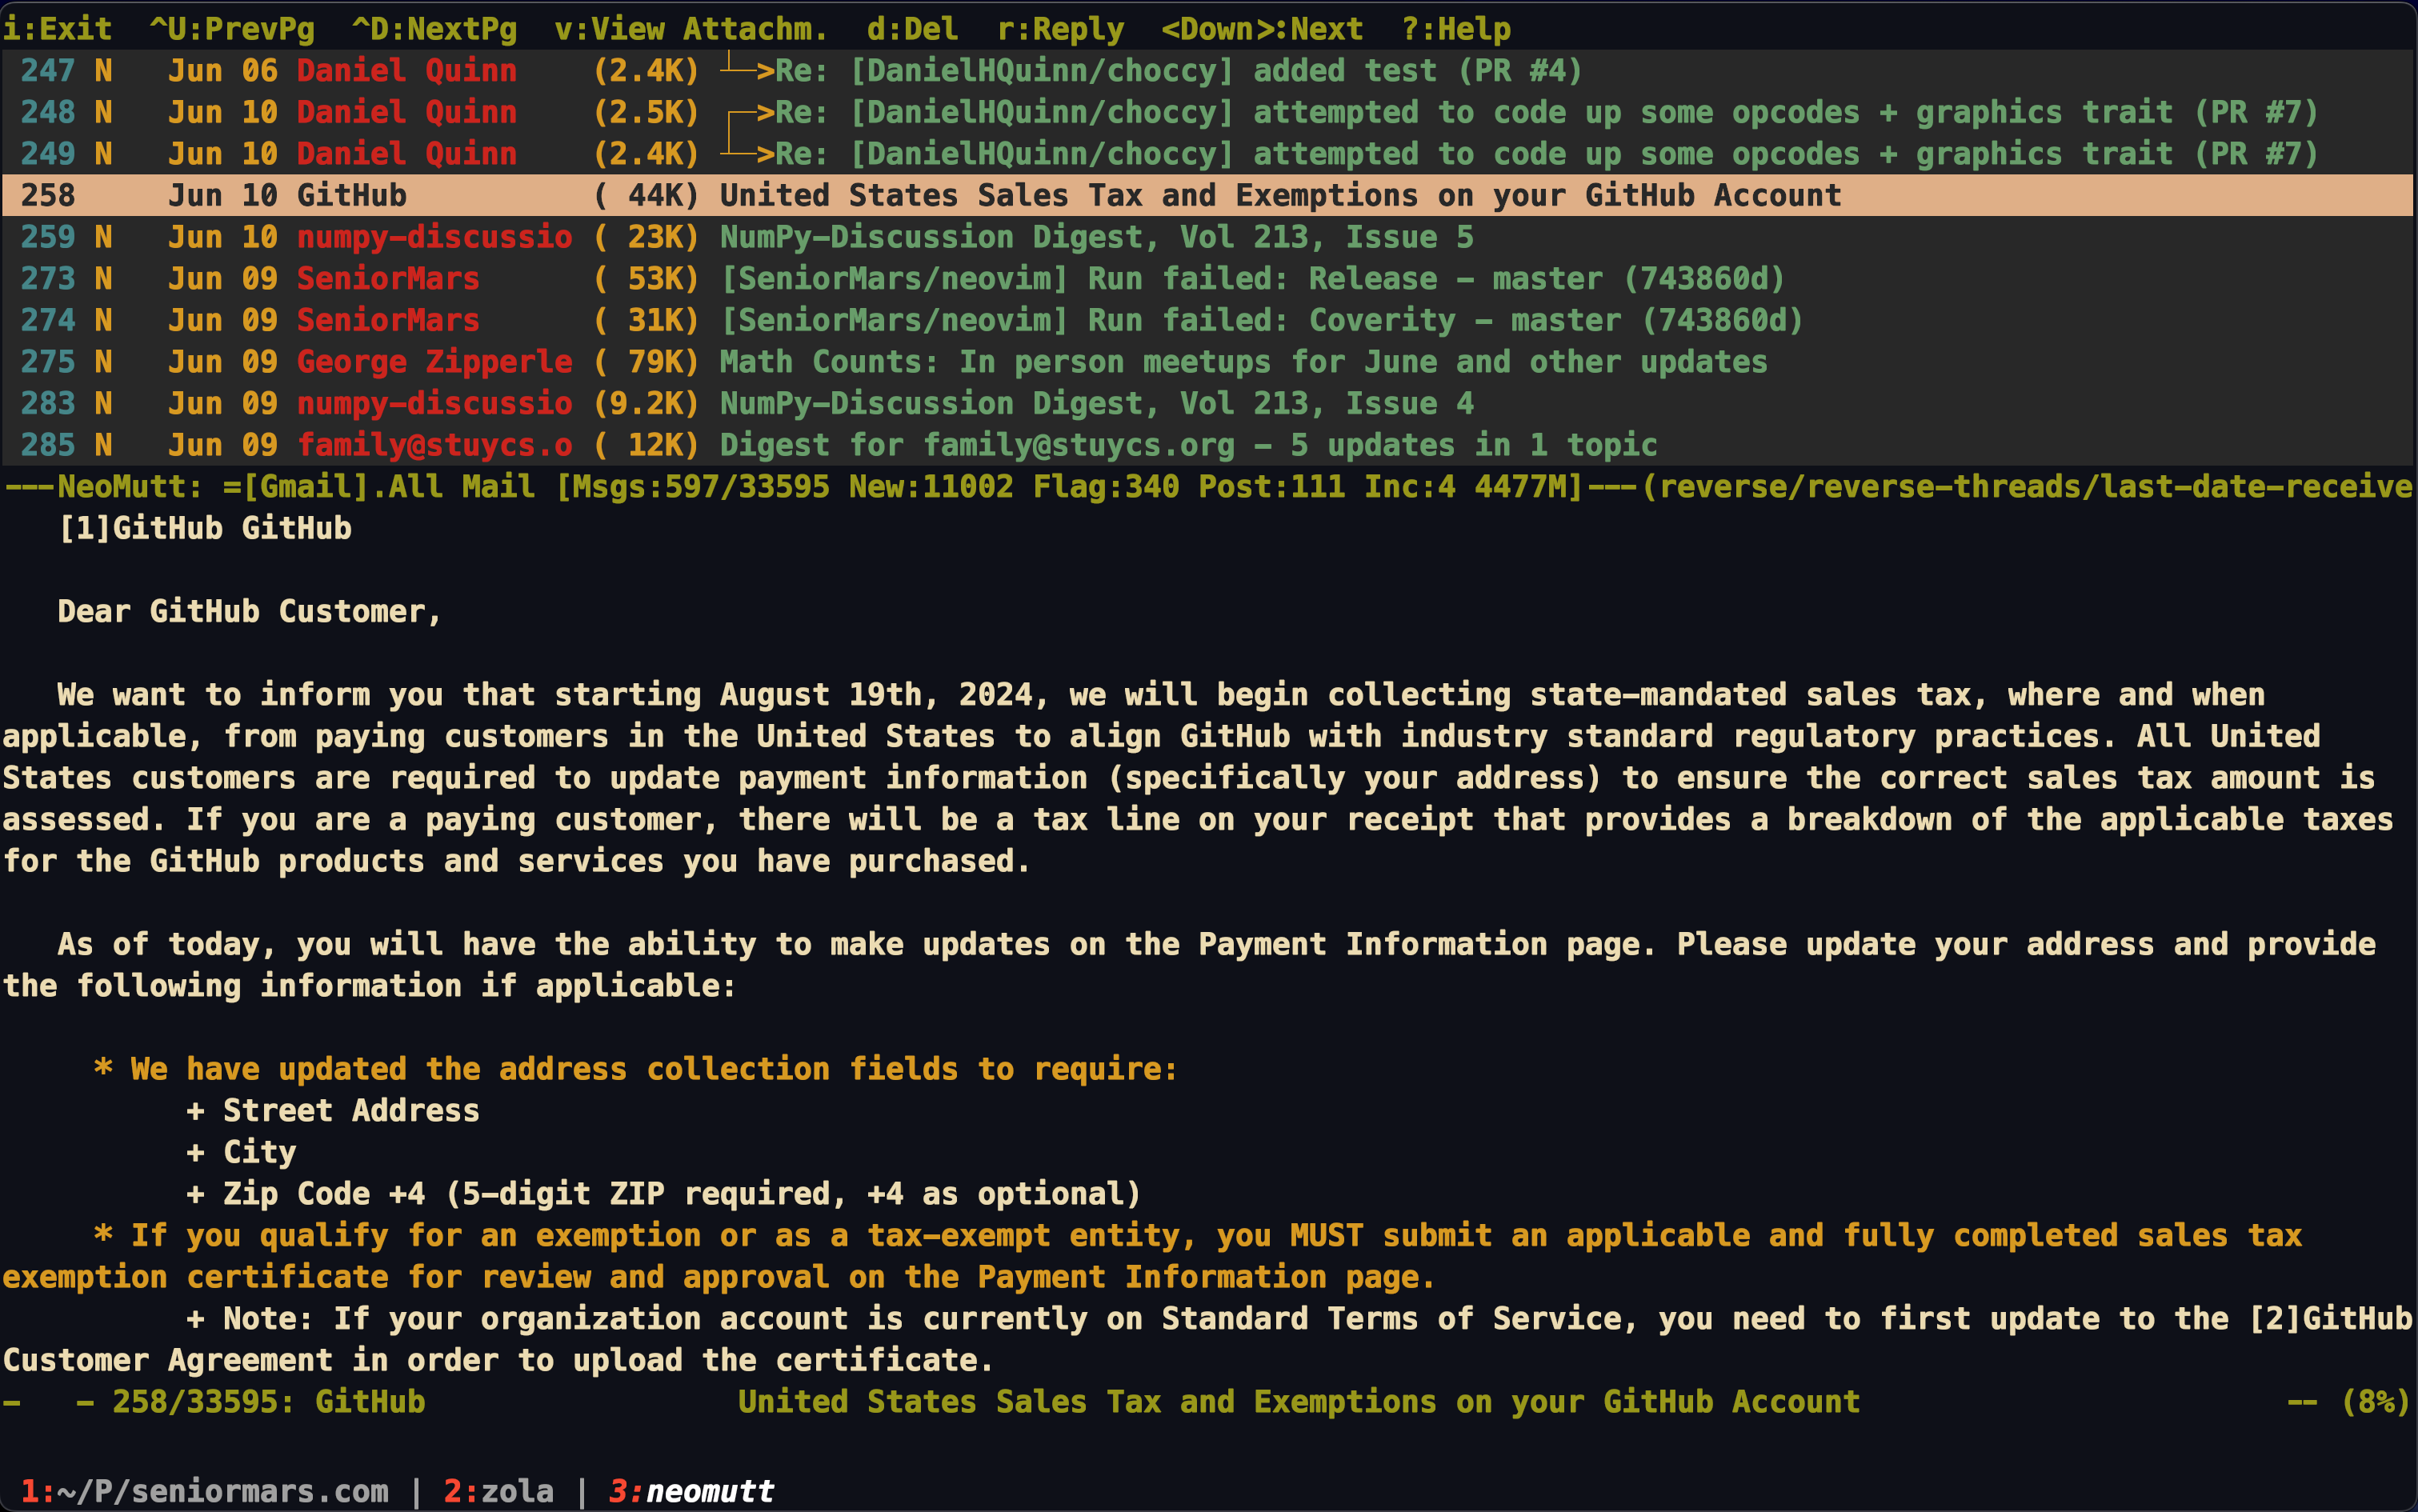 i:Exit  ^U:PrevPg  ^D:NextPg  v:View Attachm.  d:Del  r:Reply  <Down>:Next  ?:Help
247 N   Jun 06 Daniel Quinn    (2.4K) ┴─>Re: [DanielHQuinn/choccy] added test (PR #4)
248 N   Jun 10 Daniel Quinn    (2.5K) ┌─>Re: [DanielHQuinn/choccy] attempted to code up some opcodes + graphics trait (PR #7)
249 N   Jun 10 Daniel Quinn    (2.4K) ┴─>Re: [DanielHQuinn/choccy] attempted to code up some opcodes + graphics trait (PR #7)
258     Jun 10 GitHub          ( 44K) United States Sales Tax and Exemptions on your GitHub Account
259 N   Jun 10 numpy-discussio ( 23K) NumPy-Discussion Digest, Vol 213, Issue 5
273 N   Jun 09 SeniorMars      ( 53K) [SeniorMars/neovim] Run failed: Release - master (743860d)
274 N   Jun 09 SeniorMars      ( 31K) [SeniorMars/neovim] Run failed: Coverity - master (743860d)
275 N   Jun 09 George Zipperle ( 79K) Math Counts: In person meetups for June and other updates
283 N   Jun 09 numpy-discussio (9.2K) NumPy-Discussion Digest, Vol 213, Issue 4
285 N   Jun 09 family@stuycs.o ( 12K) Digest for family@stuycs.org - 5 updates in 1 topic
---NeoMutt: =[Gmail].All Mail [Msgs:597/33595 New:11002 Flag:340 Post:111 Inc:4 4477M]---(reverse/reverse-threads/last-date-receive
[1]GitHub GitHub
Dear GitHub Customer,
We want to inform you that starting August 19th, 2024, we will begin collecting state-mandated sales tax, where and when
applicable, from paying customers in the United States to align GitHub with industry standard regulatory practices. All United
States customers are required to update payment information (specifically your address) to ensure the correct sales tax amount is
assessed. If you are a paying customer, there will be a tax line on your receipt that provides a breakdown of the applicable taxes
for the GitHub products and services you have purchased.
As of today, you will have the ability to make updates on the Payment Information page. Please update your address and provide
the following information if applicable:
* We have updated the address collection fields to require:
+ Street Address
+ City
+ Zip Code +4 (5-digit ZIP required, +4 as optional)
* If you qualify for an exemption or as a tax-exempt entity, you MUST submit an applicable and fully completed sales tax
exemption certificate for review and approval on the Payment Information page.
+ Note: If your organization account is currently on Standard Terms of Service, you need to first update to the [2]GitHub
Customer Agreement in order to upload the certificate.
-   - 258/33595: GitHub                 United States Sales Tax and Exemptions on your GitHub Account                       -- (8%)
1:~/P/seniormars.com | 2:zola | 3:neomutt